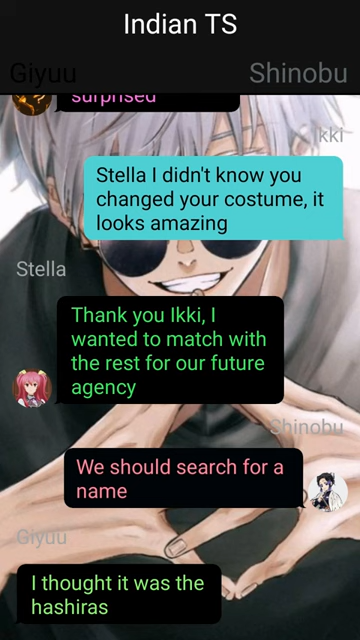 Indian TS
Giyuu
Shinobu
surprised
Ikki
Stella I didn't know you
changed your costume, it
looks amazing
Stella
Thank you Ikki, I
wanted to match with
the rest for our future
agency
Shinobu
We should search for a
name
Giyuu
I thought it was the
hashiras